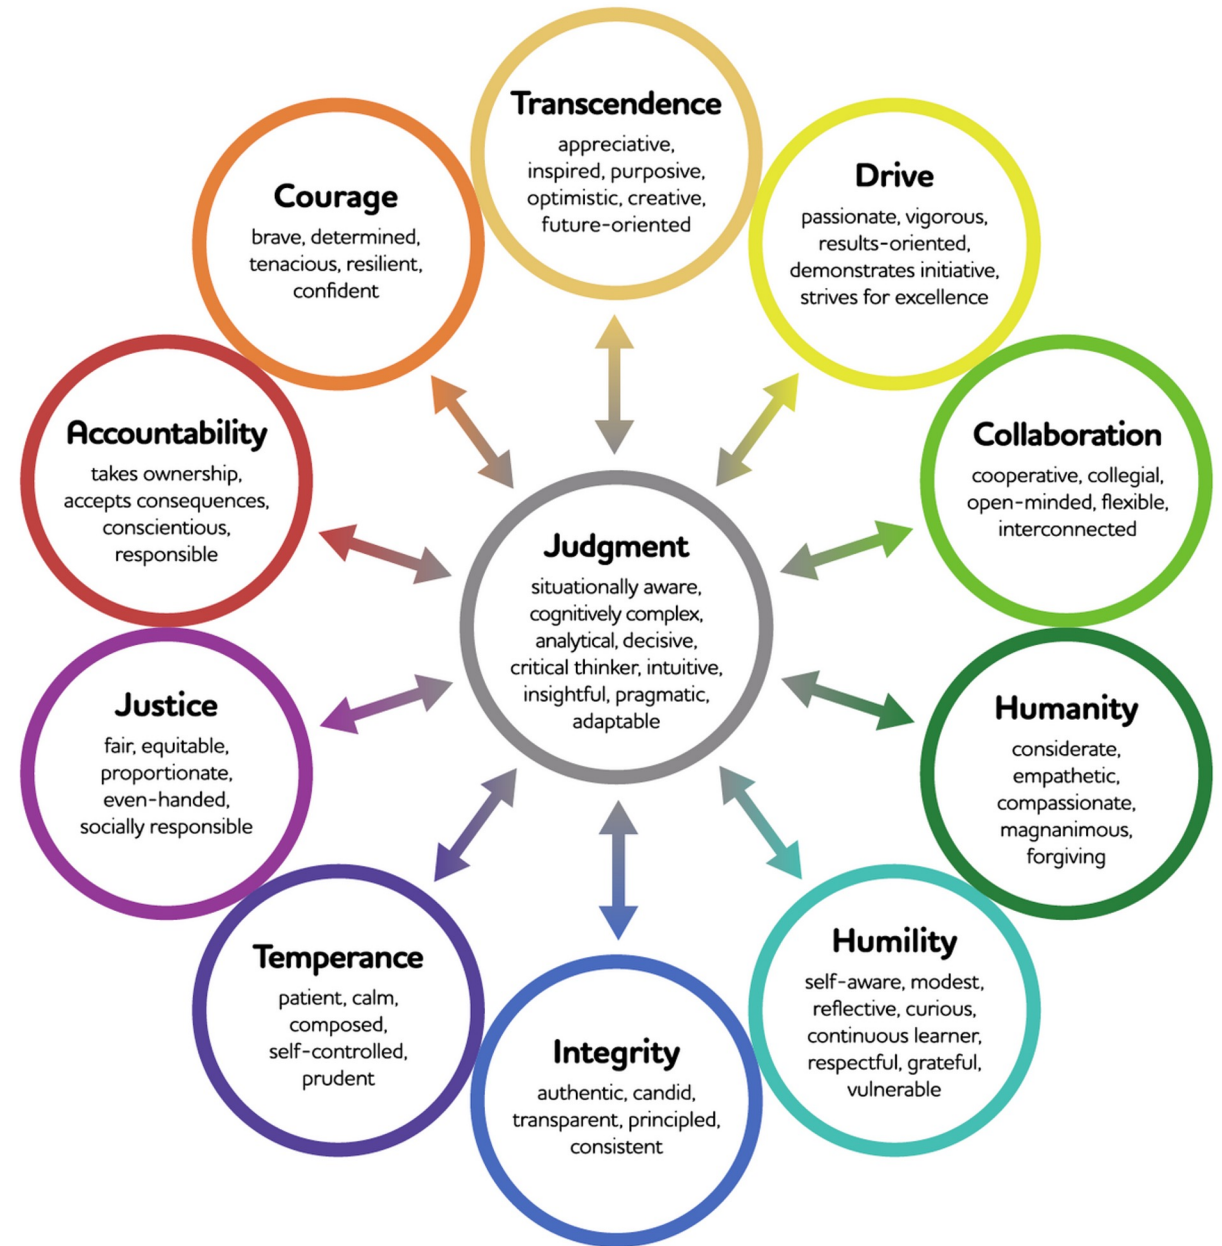 Transcendence
appreciative,
inspired, purposive,
optimistic, creative,
future-oriented
Drive
passionate, vigorous,
results-oriented,
demonstrates initiative,
strives for excellence
Collaboration
cooperative, collegial,
open-minded, flexible,
interconnected
Humanity
considerate,
empathetic,
compassionate,
magnanimous,
forgiving
Humility
self-aware, modest,
reflective, curious,
continuous learner,
respectful, grateful,
vulnerable
Integrity
authentic, candid,
transparent, principled,
consistent
Temperance
patient, calm,
composed,
self-controlled,
prudent
Justice
fair, equitable,
proportionate,
even-handed,
socially responsible
Accountability
takes ownership,
accepts consequences,
conscientious,
responsible
Courage
brave, determined,
tenacious, resilient,
confident
Judgment
situationally aware,
cognitively complex,
analytical, decisive,
critical thinker, intuitive,
insightful, pragmatic,
adaptable